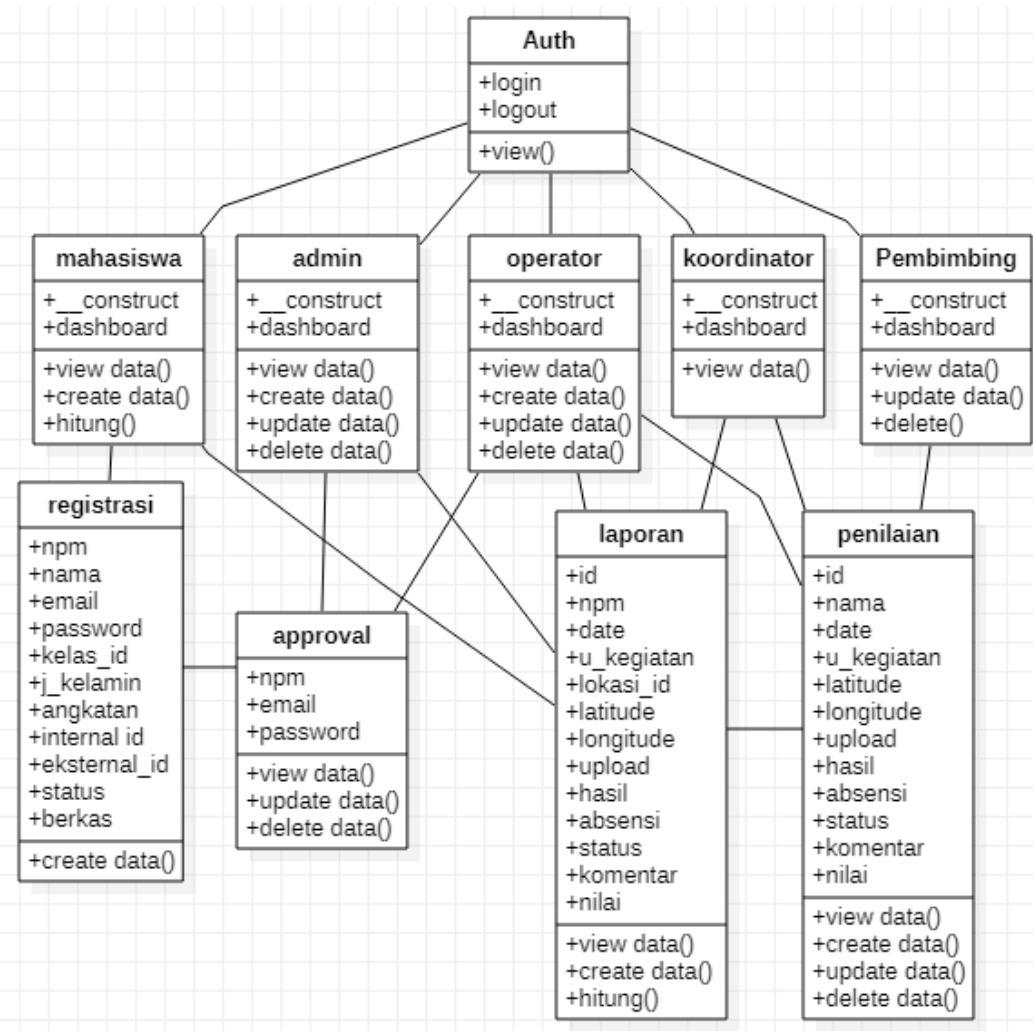 Auth
+login
+logout
+view()
mahasiswa
+__construct
+dashboard
+view data()
+create data()
+hitung()
admin
+__construct
+dashboard
+view data()
+create data()
+update data()
+delete data()
operator
+__construct
+dashboard
+view data()
+create data()
+update data()
+delete data()
koordinator
+__construct
+dashboard
+view data()
Pembimbing
+__construct
+dashboard
+view data()
+update data()
+delete()
registrasi
+npm
+nama
+email
+password
+kelas_id
+j_kelamin
+angkatan
+internal id
+eksternal_id
+status
+berkas
+create data()
approval
+npm
+email
+password
+view data()
+update data()
+delete data()
laporan
+id
+npm
+date
+u_kegiatan
+lokasi_id
+latitude
+longitude
+upload
+hasil
+absensi
+status
+komentar
+nilai
+view data()
+create data()
+hitung()
penilaian
+id
+nama
+date
+u_kegiatan
+latitude
+longitude
+upload
+hasil
+absensi
+status
+komentar
+nilai
+view data()
+create data()
+update data()
+delete data()